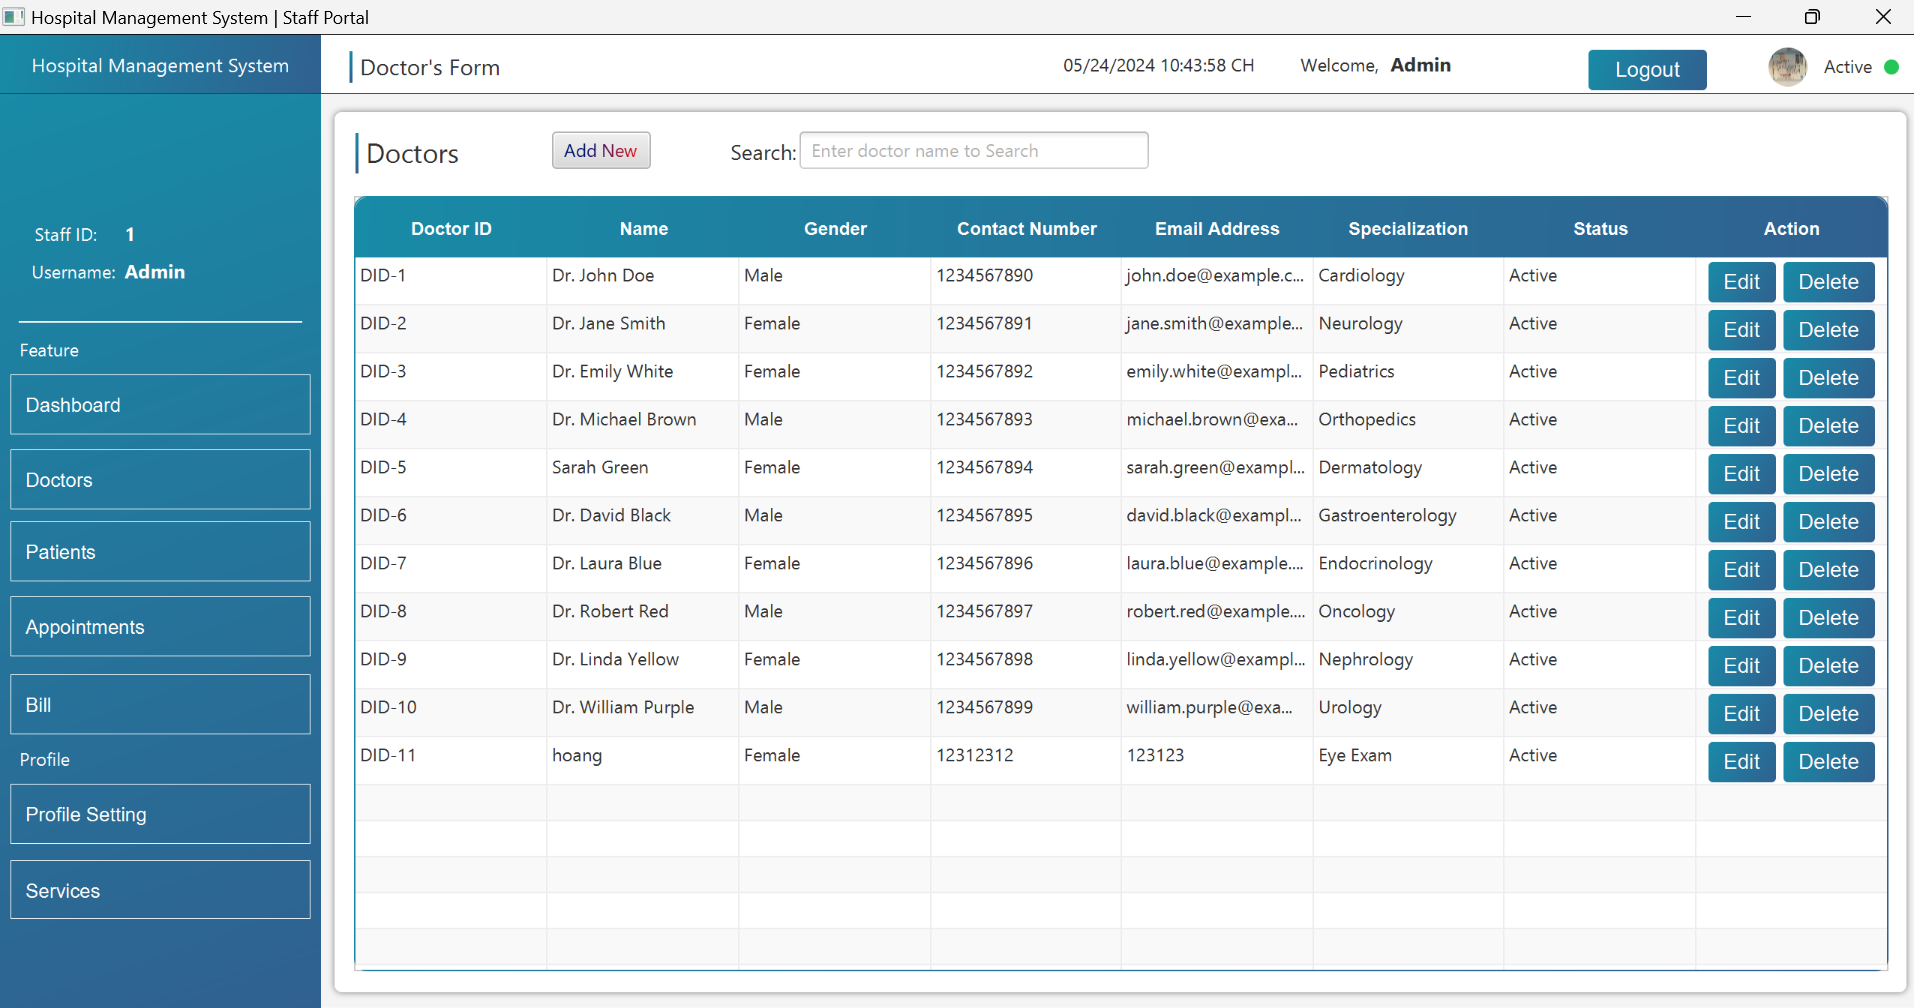 Hospital Management System | Staff Portal
Hospital Management System
Doctor's Form
05/24/2024 10:43:58 CH
Welcome, Admin
Logout
Active
Staff ID: 1
Username: Admin
Feature
Dashboard
Doctors
Patients
Appointments
Bill
Profile
Profile Setting
Services
Doctors
Add New
Search: Enter doctor name to Search
Doctor ID Name Gender Contact Number Email Address Specialization Status Action
DID-1 Dr. John Doe Male 1234567890 john.doe@example.c... Cardiology Active Edit Delete
DID-2 Dr. Jane Smith Female 1234567891 jane.smith@example... Neurology Active Edit Delete
DID-3 Dr. Emily White Female 1234567892 emily.white@exampl... Pediatrics Active Edit Delete
DID-4 Dr. Michael Brown Male 1234567893 michael.brown@exa... Orthopedics Active Edit Delete
DID-5 Sarah Green Female 1234567894 sarah.green@exampl... Dermatology Active Edit Delete
DID-6 Dr. David Black Male 1234567895 david.black@exampl... Gastroenterology Active Edit Delete
DID-7 Dr. Laura Blue Female 1234567896 laura.blue@example.... Endocrinology Active Edit Delete
DID-8 Dr. Robert Red Male 1234567897 robert.red@example.... Oncology Active Edit Delete
DID-9 Dr. Linda Yellow Female 1234567898 linda.yellow@exampl... Nephrology Active Edit Delete
DID-10 Dr. William Purple Male 1234567899 william.purple@exa... Urology Active Edit Delete
DID-11 hoang Female 12312312 123123 Eye Exam Active Edit Delete